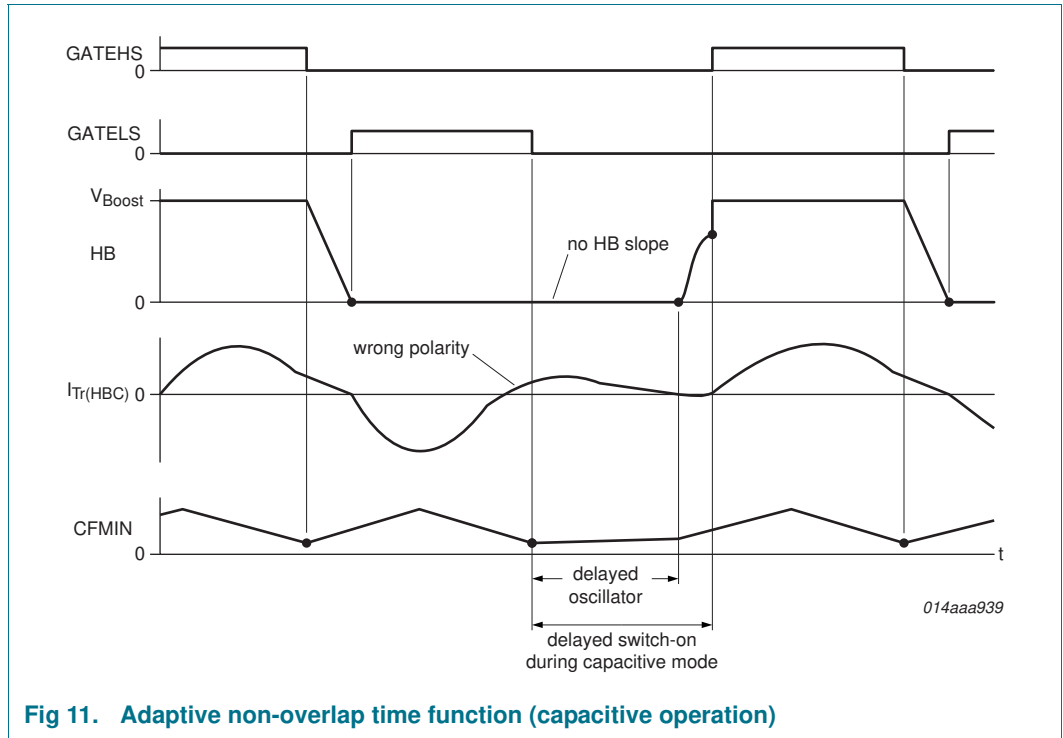 GATEHS
0
GATELS
0
VBoost
HB
no HB slope
0
wrong polarity
ITr(HBC) 0
CFMIN
0
t
delayed
oscillator
014aaa939
delayed switch-on
during capacitive mode
Fig 11. Adaptive non-overlap time function (capacitive operation)